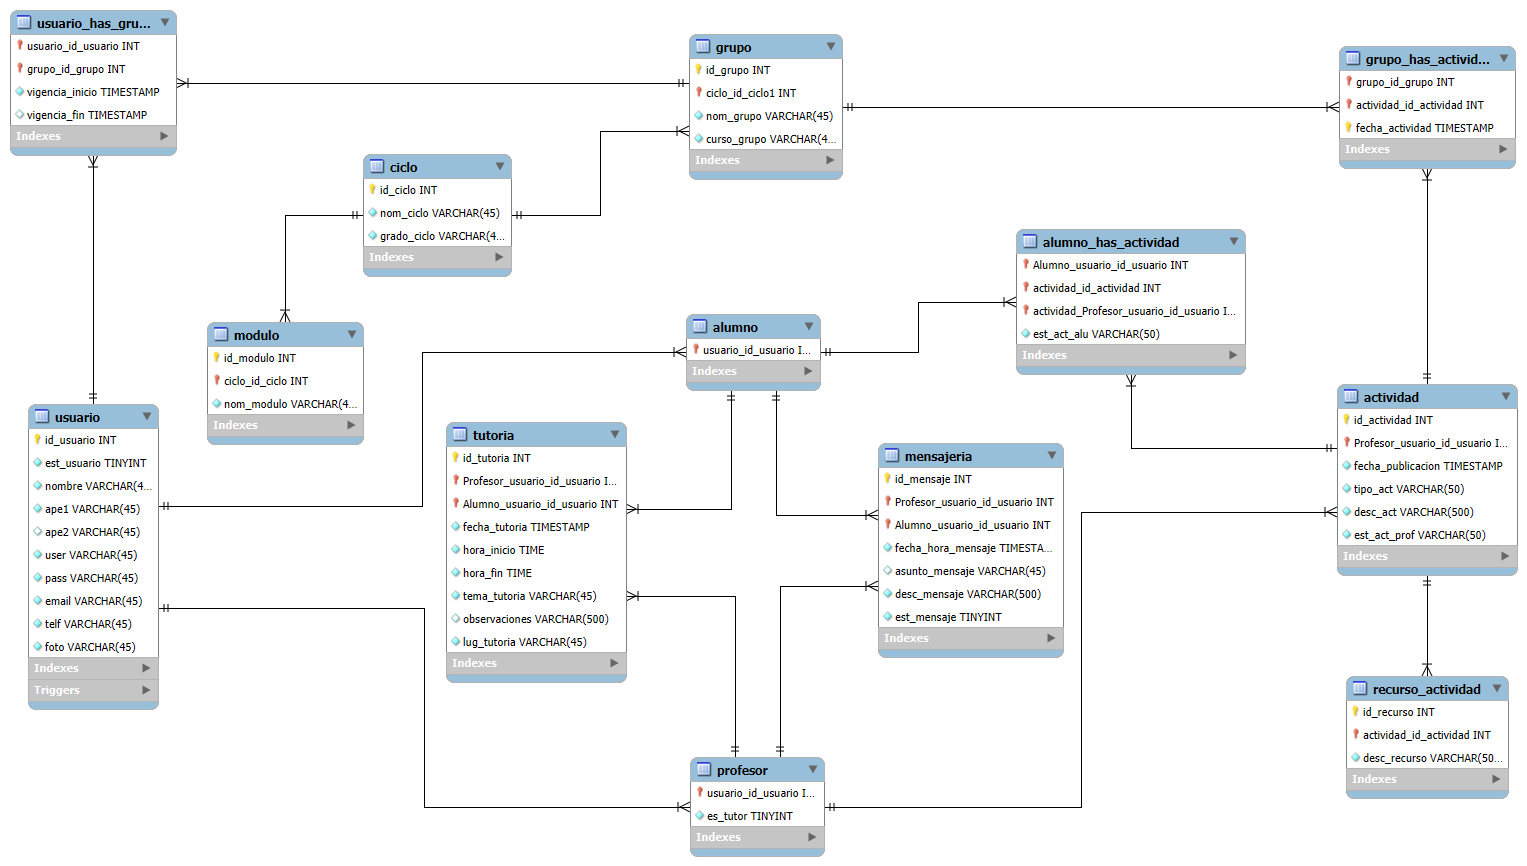 usuario_has_gru...
usuario_id_usuario INT
grupo_id_grupo INT
vigencia_inicio TIMESTAMP
vigencia_fin TIMESTAMP
Indexes
grupo
id_grupo INT
ciclo_id_ciclo1 INT
nom_grupo VARCHAR(45)
curso_grupo VARCHAR(4...
Indexes
grupo_has_activid...
grupo_id_grupo INT
actividad_id_actividad INT
fecha_actividad TIMESTAMP
Indexes
ciclo
id_ciclo INT
nom_ciclo VARCHAR(45)
grado_ciclo VARCHAR(4...
Indexes
alumno_has_actividad
Alumno_usuario_id_usuario INT
actividad_id_actividad INT
actividad_Profesor_usuario_id_usuario I...
est_act_alu VARCHAR(50)
Indexes
modulo
id_modulo INT
ciclo_id_ciclo INT
nom_modulo VARCHAR(4...
Indexes
alumno
usuario_id_usuario I...
Indexes
usuario
id_usuario INT
est_usuario TINYINT
nombre VARCHAR(4...
ape1 VARCHAR(45)
ape2 VARCHAR(45)
user VARCHAR(45)
pass VARCHAR(45)
email VARCHAR(45)
telf VARCHAR(45)
foto VARCHAR(45)
Indexes
Triggers
tutoria
id_tutoria INT
Profesor_usuario_id_usuario I...
Alumno_usuario_id_usuario INT
fecha_tutoria TIMESTAMP
hora_inicio TIME
hora_fin TIME
tema_tutoria VARCHAR(45)
observaciones VARCHAR(500)
lug_tutoria VARCHAR(45)
Indexes
mensajeria
id_mensaje INT
Profesor_usuario_id_usuario INT
Alumno_usuario_id_usuario INT
fecha_hora_mensaje TIMESTA...
asunto_mensaje VARCHAR(45)
desc_mensaje VARCHAR(500)
est_mensaje TINYINT
Indexes
actividad
id_actividad INT
Profesor_usuario_id_usuario I...
fecha_publicacion TIMESTAMP
tipo_act VARCHAR(50)
desc_act VARCHAR(500)
est_act_prof VARCHAR(50)
Indexes
recurso_actividad
id_recurso INT
actividad_id_actividad INT
desc_recurso VARCHAR(50...
Indexes
profesor
usuario_id_usuario I...
es_tutor TINYINT
Indexes